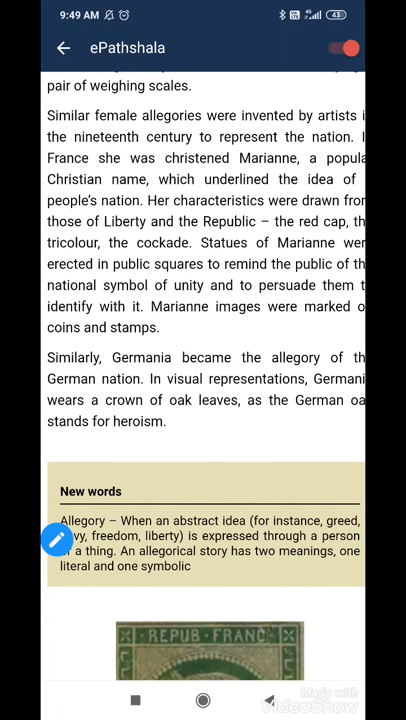 9:49 AM
4G
43
ePathshala
pair of weighing scales.
Similar female allegories were invented by artists i
the nineteenth century to represent the nation. I
France she was christened Marianne, a popula
Christian name, which underlined the idea of
people's nation. Her characteristics were drawn from
those of Liberty and the Republic – the red cap, th
tricolour, the cockade. Statues of Marianne wer
erected in public squares to remind the public of th
national symbol of unity and to persuade them t
identify with it. Marianne images were marked o
coins and stamps.
Similarly, Germania became the allegory of th
German nation. In visual representations, Germani
wears a crown of oak leaves, as the German oa
stands for heroism.
New words
Allegory – When an abstract idea (for instance, greed,
vy, freedom, liberty) is expressed through a person
a thing. An allegorical story has two meanings, one
literal and one symbolic
REPUB·FRANC
Made with
VideoShow